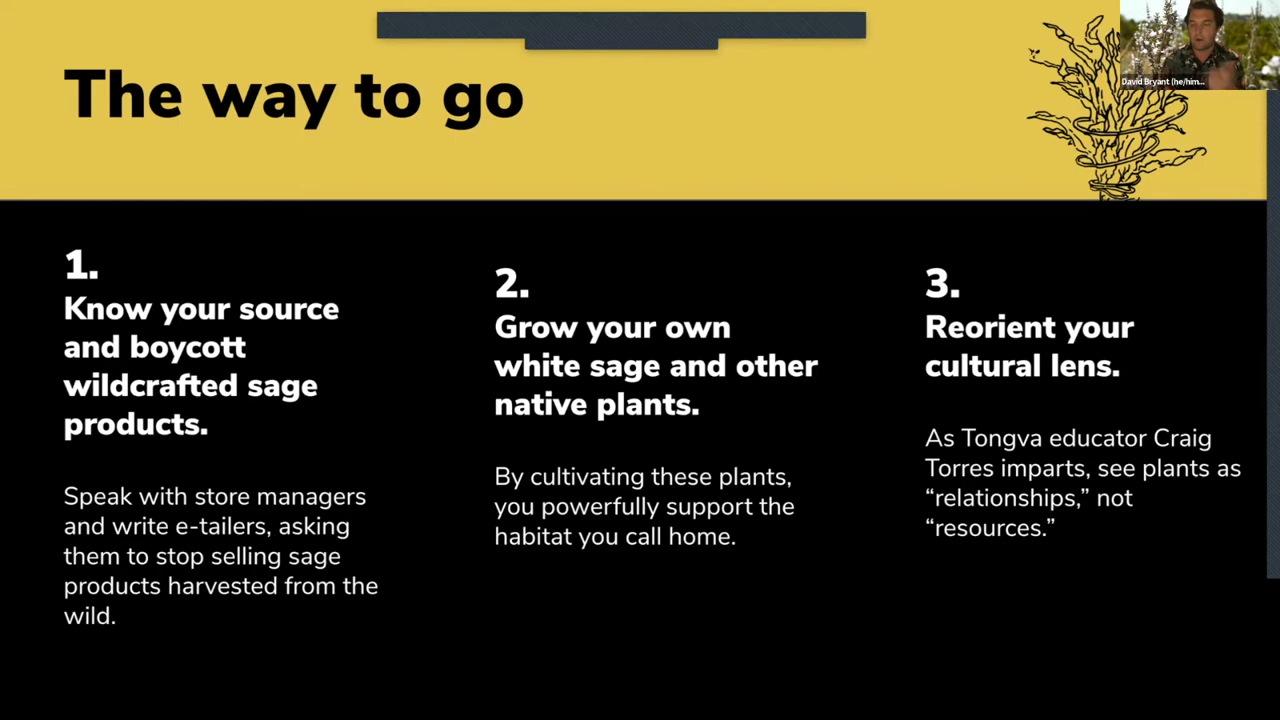 The way to go
David Bryant (he/him...
1.
Know your source
and boycott
wildcrafted sage
products.
Speak with store managers
and write e-tailers, asking
them to stop selling sage
products harvested from the
wild.
2.
Grow your own
white sage and other
native plants.
By cultivating these plants,
you powerfully support the
habitat you call home.
3.
Reorient your
cultural lens.
As Tongva educator Craig
Torres imparts, see plants as
“relationships,” not
“resources.”